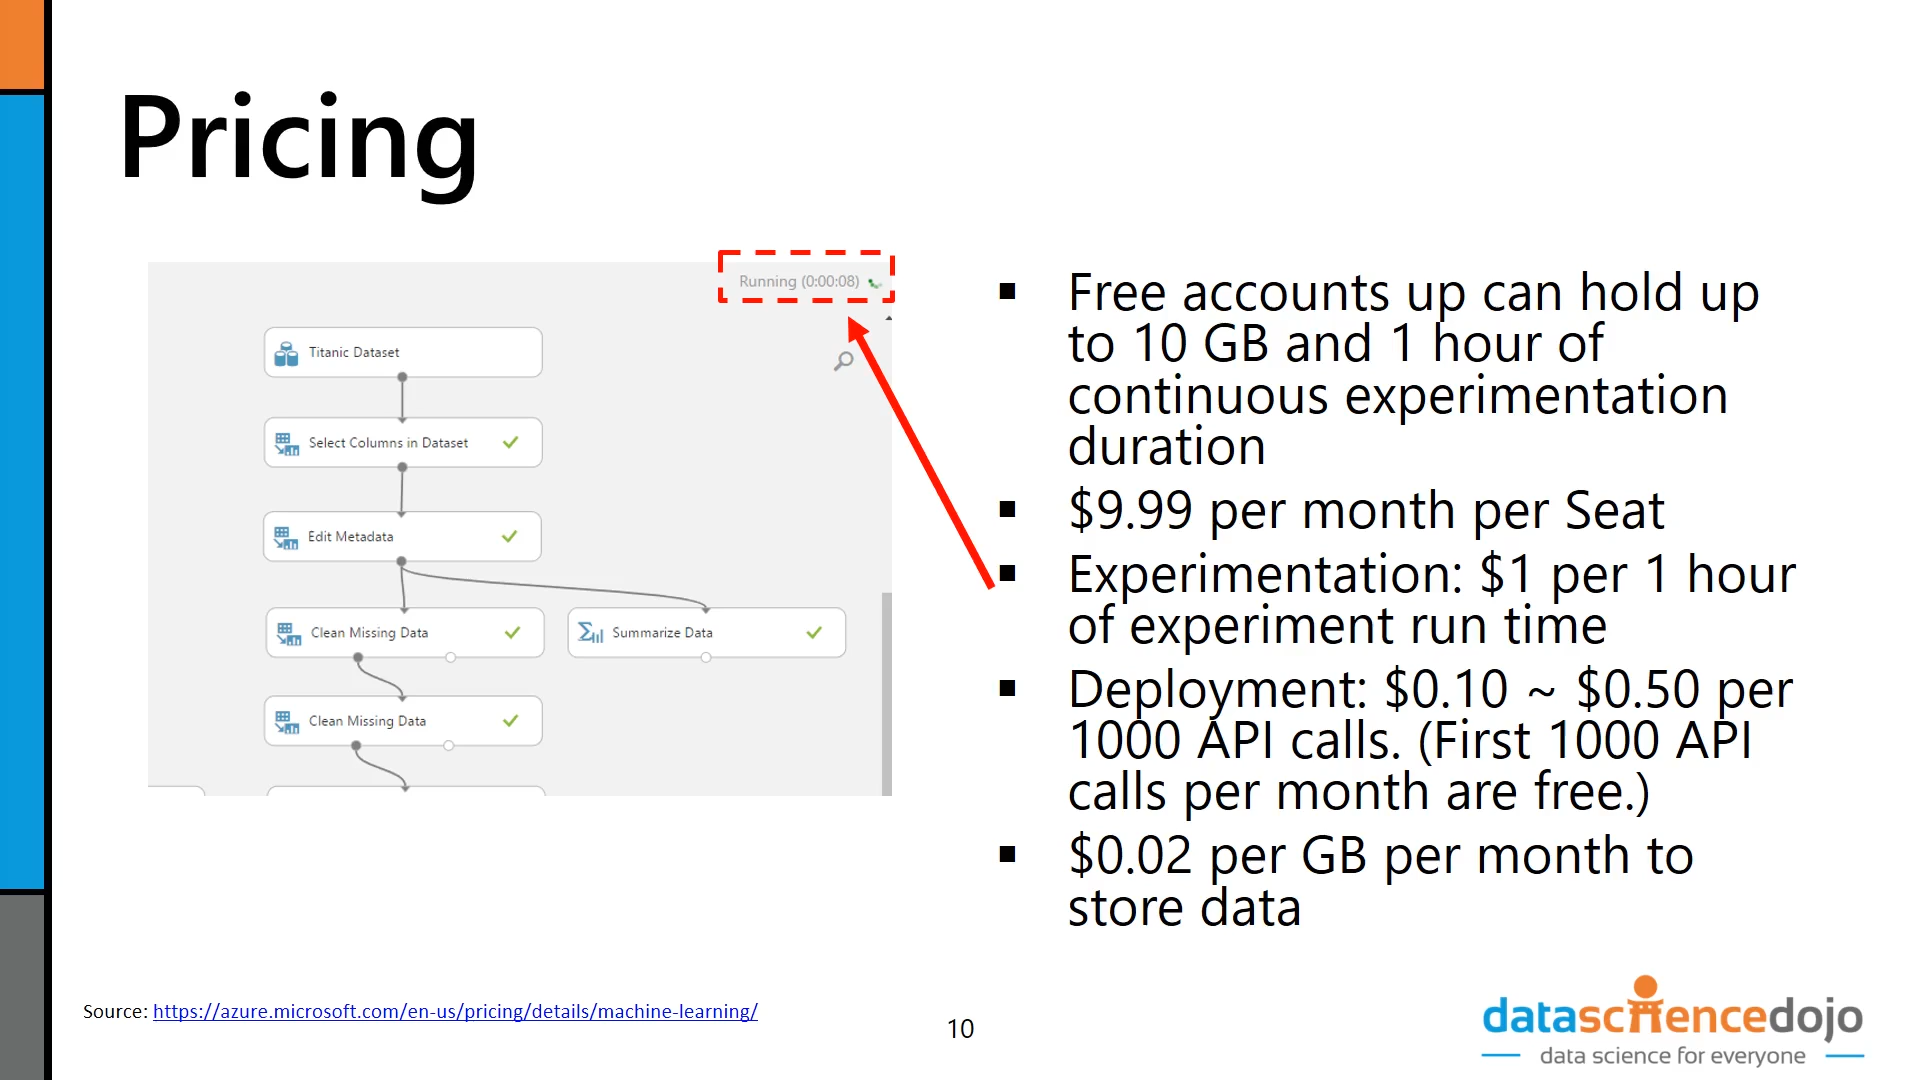 Pricing
Running (0:00:08)
Titanic Dataset
Select Columns in Dataset
Edit Metadata
Clean Missing Data
Summarize Data
Clean Missing Data
Free accounts up can hold up
to 10 GB and 1 hour of
continuous experimentation
duration
$9.99 per month per Seat
Experimentation: $1 per 1 hour
of experiment run time
Deployment: $0.10 ~ $0.50 per
1000 API calls. (First 1000 API
calls per month are free.)
$0.02 per GB per month to
store data
Source: https://azure.microsoft.com/en-us/pricing/details/machine-learning/
10
datasciencedojo
data science for everyone